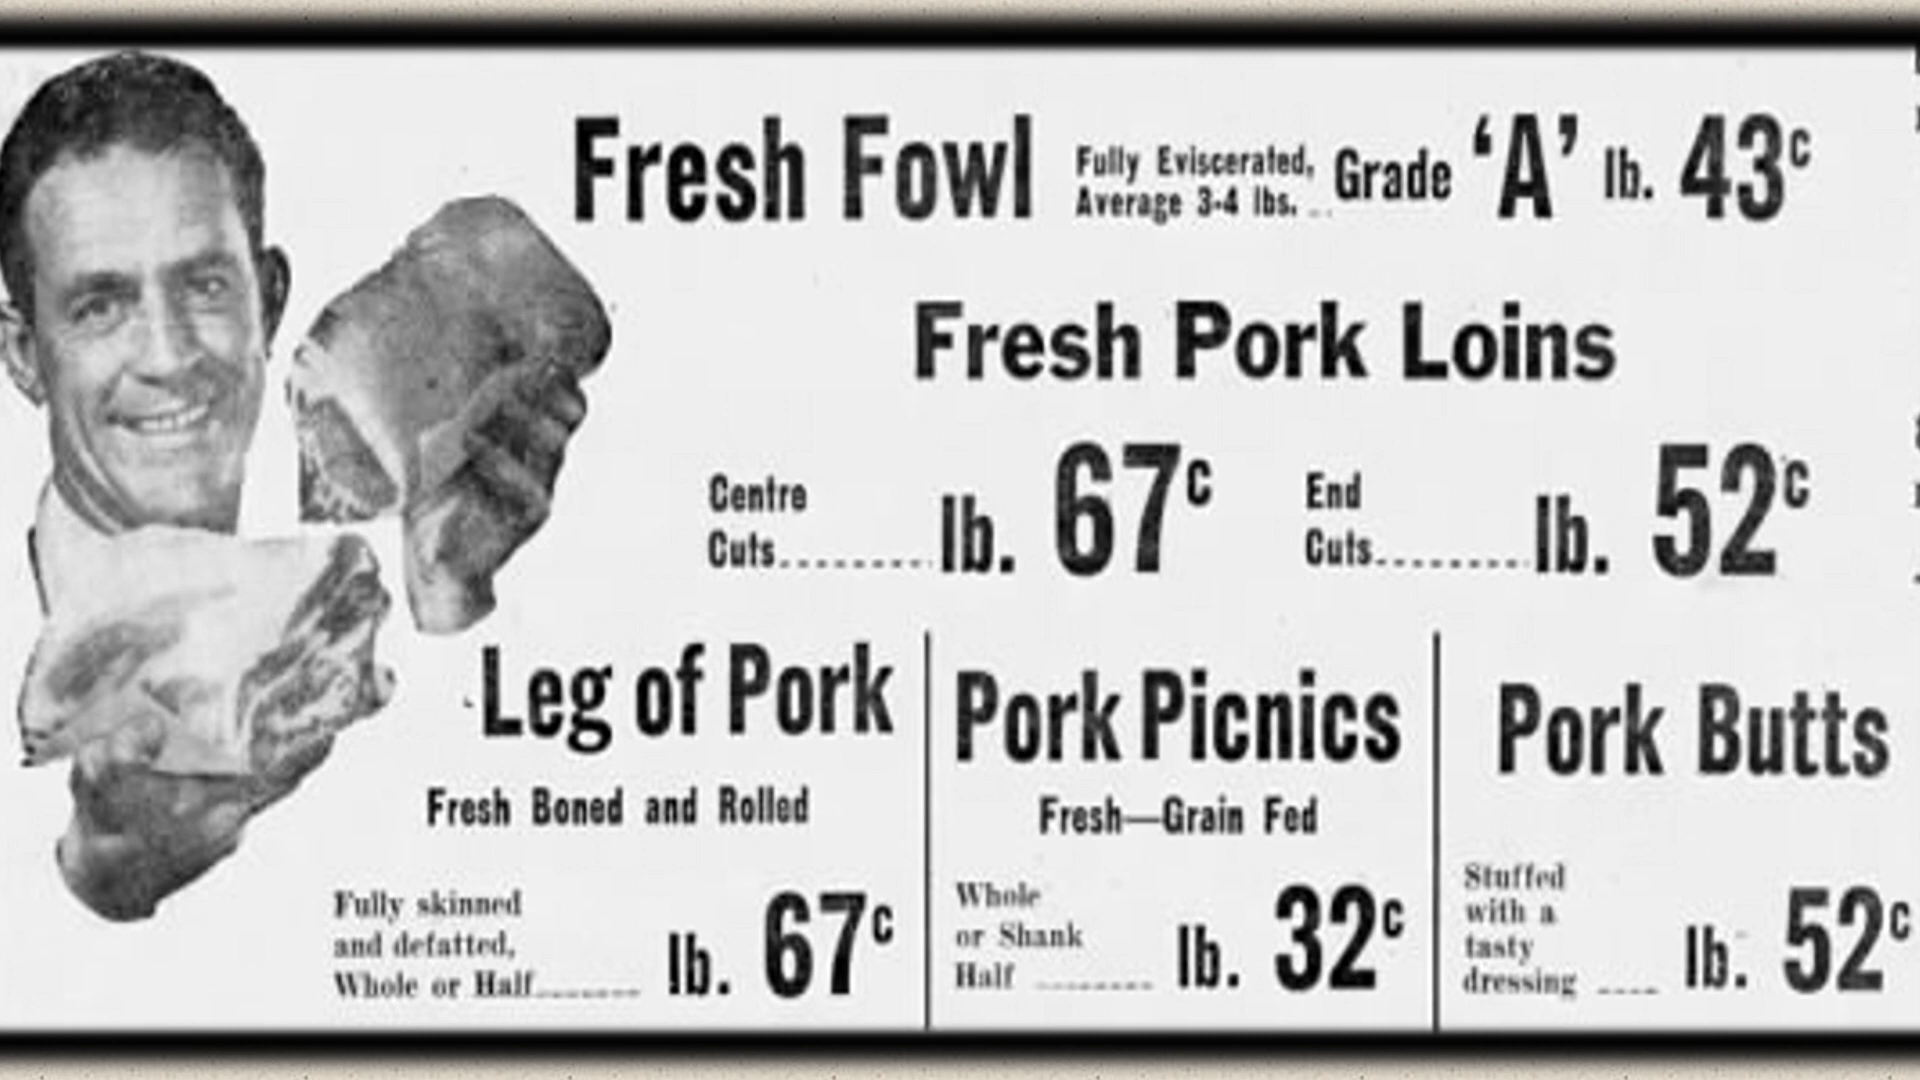 Fresh Fowl Fully Eviscerated, Average 3-4 lbs. .. Grade 'A' lb. 43c
Fresh Pork Loins
Centre Cuts......... lb. 67c End Cuts......... lb. 52c
Leg of Pork
Fresh Boned and Rolled
Fully skinned
and defatted,
Whole or Half........ lb. 67c
Pork Picnics
Fresh—Grain Fed
Whole
or Shank
Half ......... lb. 32c
Pork Butts
Stuffed
with a
tasty
dressing .... lb. 52c